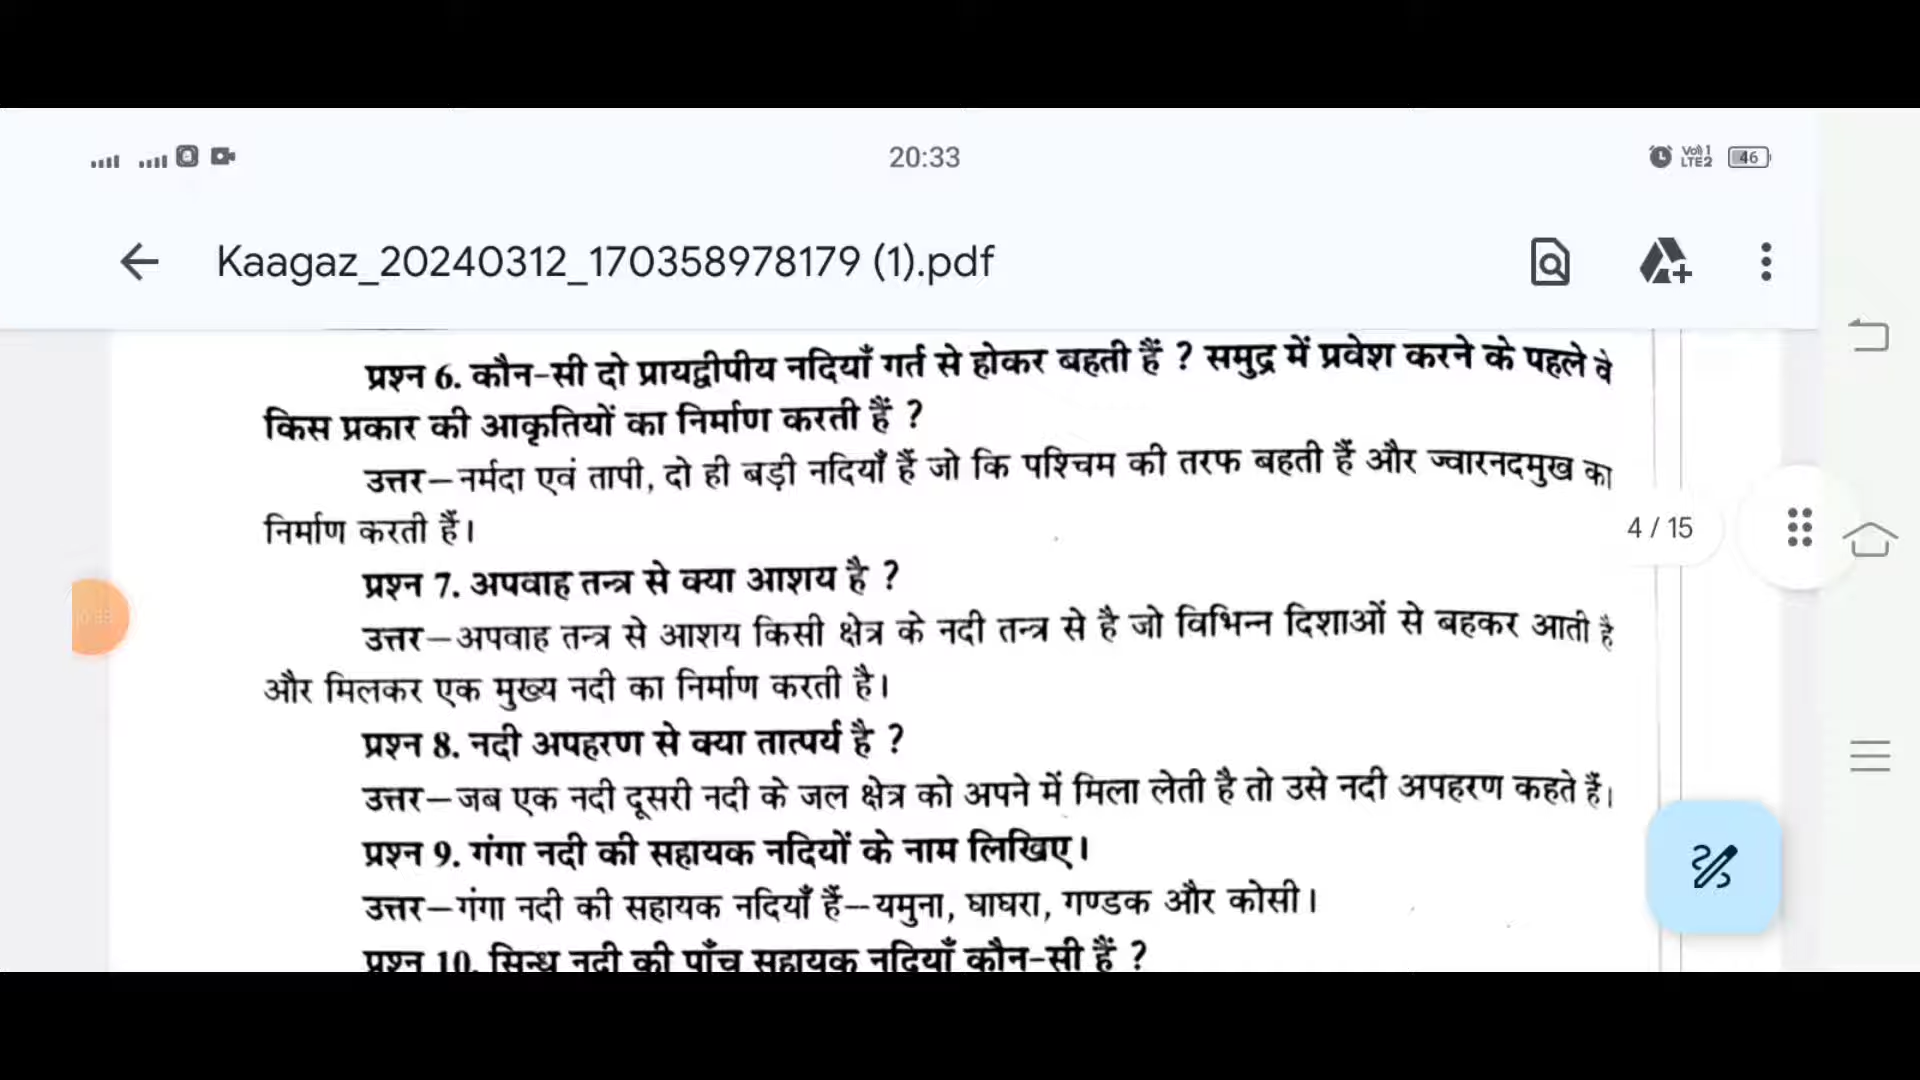 20:33
Vo)) 1
LTE2
46
Kaagaz_20240312_170358978179 (1).pdf
प्रश्न 6. कौन-सी दो प्रायद्वीपीय नदियाँ गर्त से होकर बहती हैं ? समुद्र में प्रवेश करने के पहले वे
किस प्रकार की आकृतियों का निर्माण करती हैं ?
उत्तर–नर्मदा एवं तापी, दो ही बड़ी नदियाँ हैं जो कि पश्चिम की तरफ बहती हैं और ज्वारनदमुख का
निर्माण करती हैं।
4 / 15
प्रश्न 7. अपवाह तन्त्र से क्या आशय है ?
उत्तर–अपवाह तन्त्र से आशय किसी क्षेत्र के नदी तन्त्र से है जो विभिन्न दिशाओं से बहकर आती है
और मिलकर एक मुख्य नदी का निर्माण करती है।
प्रश्न 8. नदी अपहरण से क्या तात्पर्य है ?
उत्तर–जब एक नदी दूसरी नदी के जल क्षेत्र को अपने में मिला लेती है तो उसे नदी अपहरण कहते हैं।
प्रश्न 9. गंगा नदी की सहायक नदियों के नाम लिखिए।
उत्तर–गंगा नदी की सहायक नदियाँ हैं–यमुना, घाघरा, गण्डक और कोसी।
प्रश्न 10. सिन्ध नदी की पाँच सहायक नदियाँ कौन-सी हैं ?